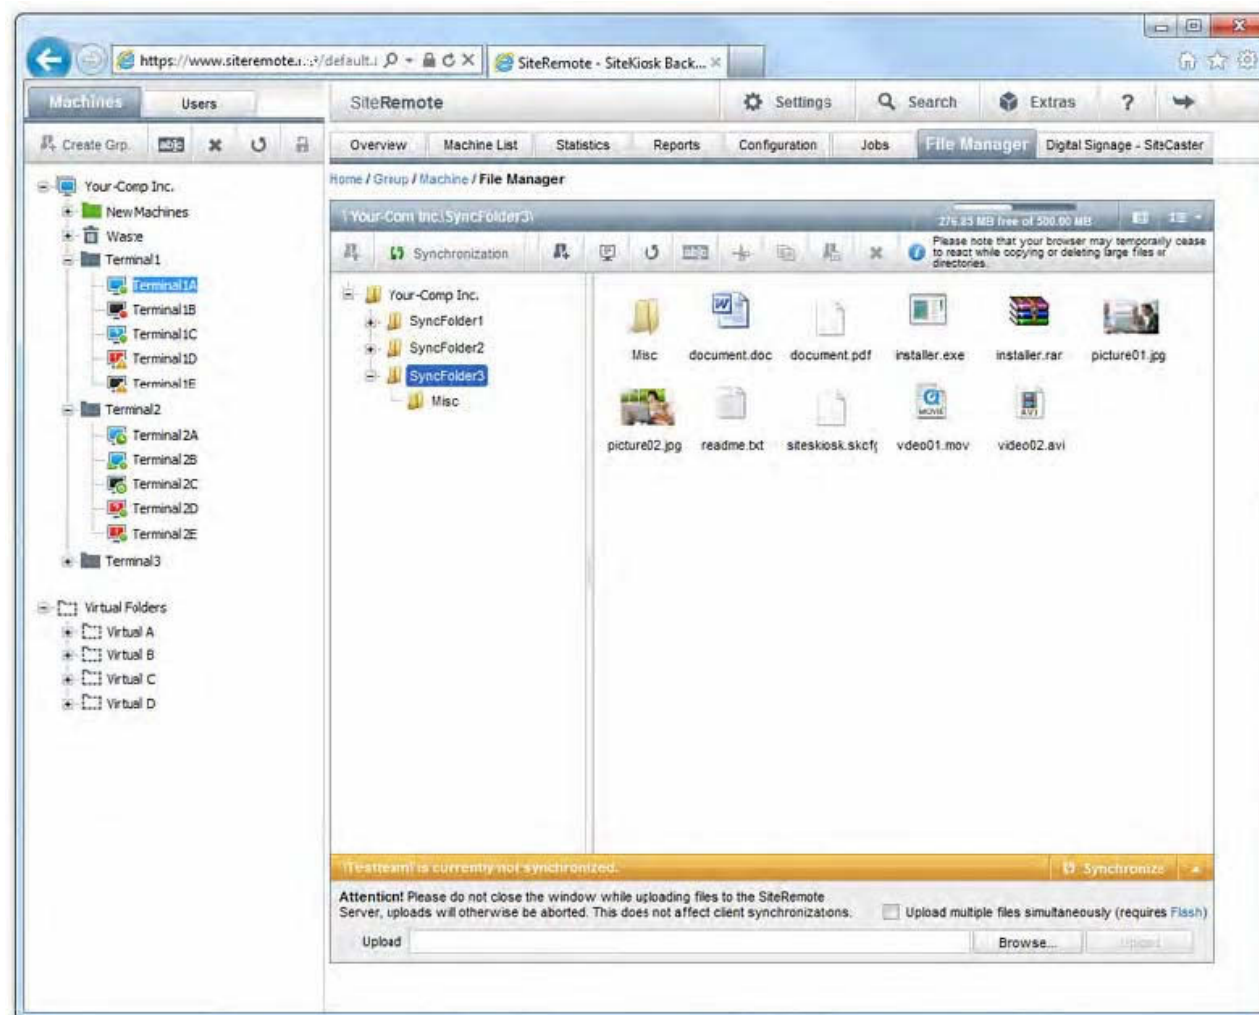 https://www.siteremote.
/default.
SiteRemote - SiteKiosk Back...
Machines Users
SiteRemote Settings Search Extras ?
Create Grp.
Overview Machine List Statistics Reports Configuration Jobs File Manager Digital Signage - SiteCaster
Home / Group / Machine / File Manager
Your-Comp Inc.
New Machines
Waste
Terminal1
Terminal1A
Terminal1B
Terminal1C
Terminal1D
Terminal1E
Terminal2
Terminal2A
Terminal2B
Terminal2C
Terminal2D
Terminal2E
Terminal3
Virtual Folders
Virtual A
Virtual B
Virtual C
Virtual D
\Your-Com Inc.\SyncFolder3\ 276.85 MB free of 500.00 MB
Synchronization
Please note that your browser may temporarily cease
to react while copying or deleting large files or
directories.
Your-Comp Inc.
SyncFolder1
SyncFolder2
SyncFolder3
Misc
W
Misc document.doc document.pdf installer.exe installer.rar picture01.jpg
MOVIE AVI
picture02.jpg readme.txt siteskiosk.skcf vdeo01.mov video02.avi
is currently not synchronized. Synchronize
Attention! Please do not close the window while uploading files to the SiteRemote
Server, uploads will otherwise be aborted. This does not affect client synchronizations.
Upload multiple files simultaneously (requires Flash)
Upload Browse... Upload